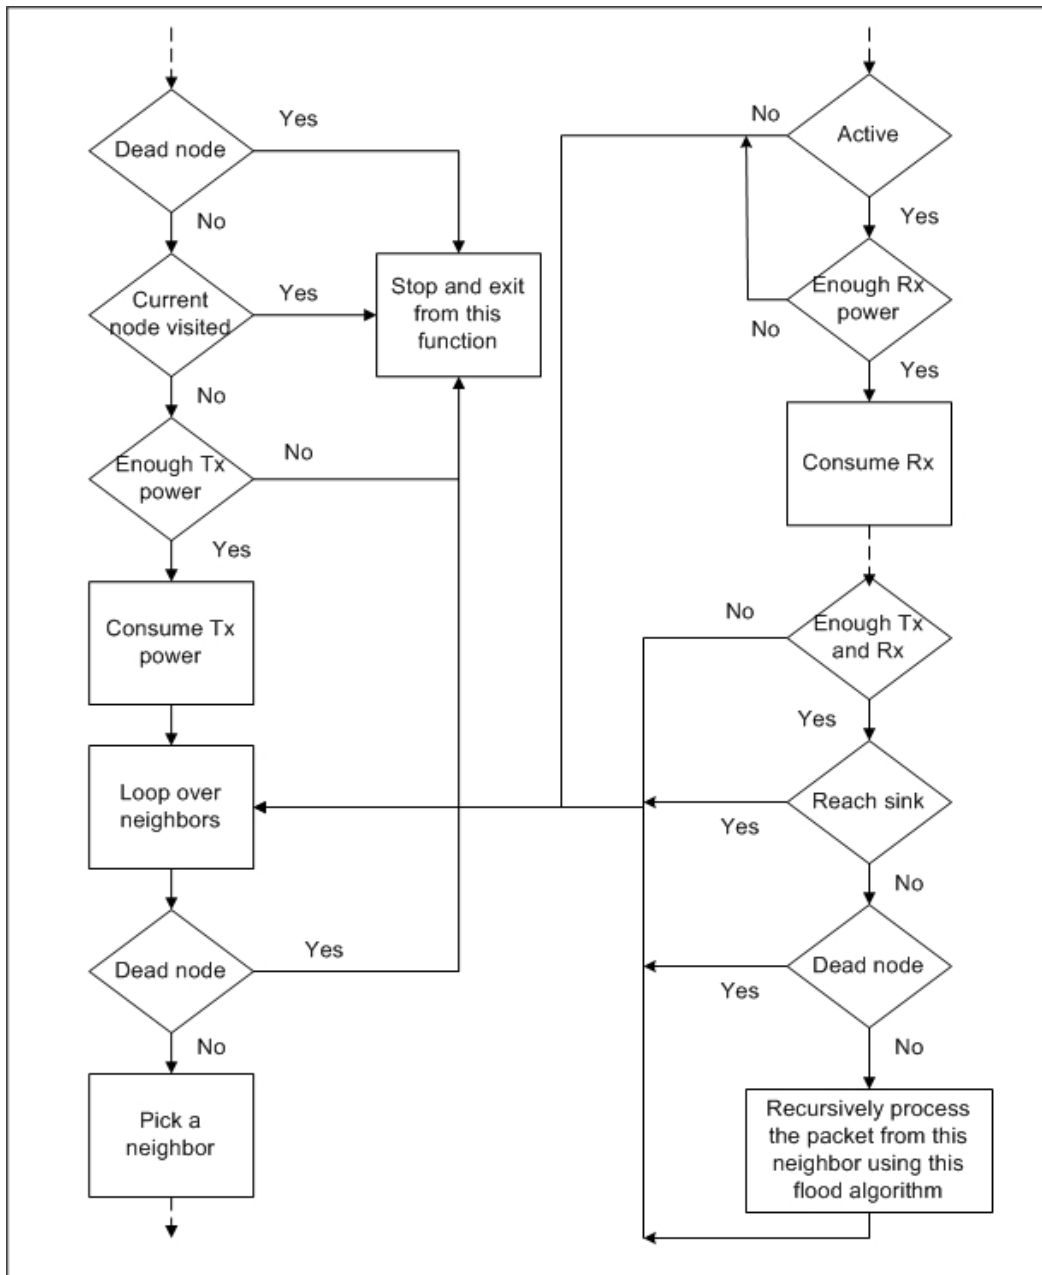 Dead node
Yes
No
Current
node visited
Yes
Stop and exit
from this
function
No
Enough Tx
power
No
Yes
Consume Tx
power
Loop over
neighbors
Dead node
Yes
No
Pick a
neighbor
No
Active
Yes
Enough Rx
power
No
Yes
Consume Rx
No
Enough Tx
and Rx
Yes
Reach sink
Yes
No
Dead node
Yes
No
Recursively process
the packet from this
neighbor using this
flood algorithm